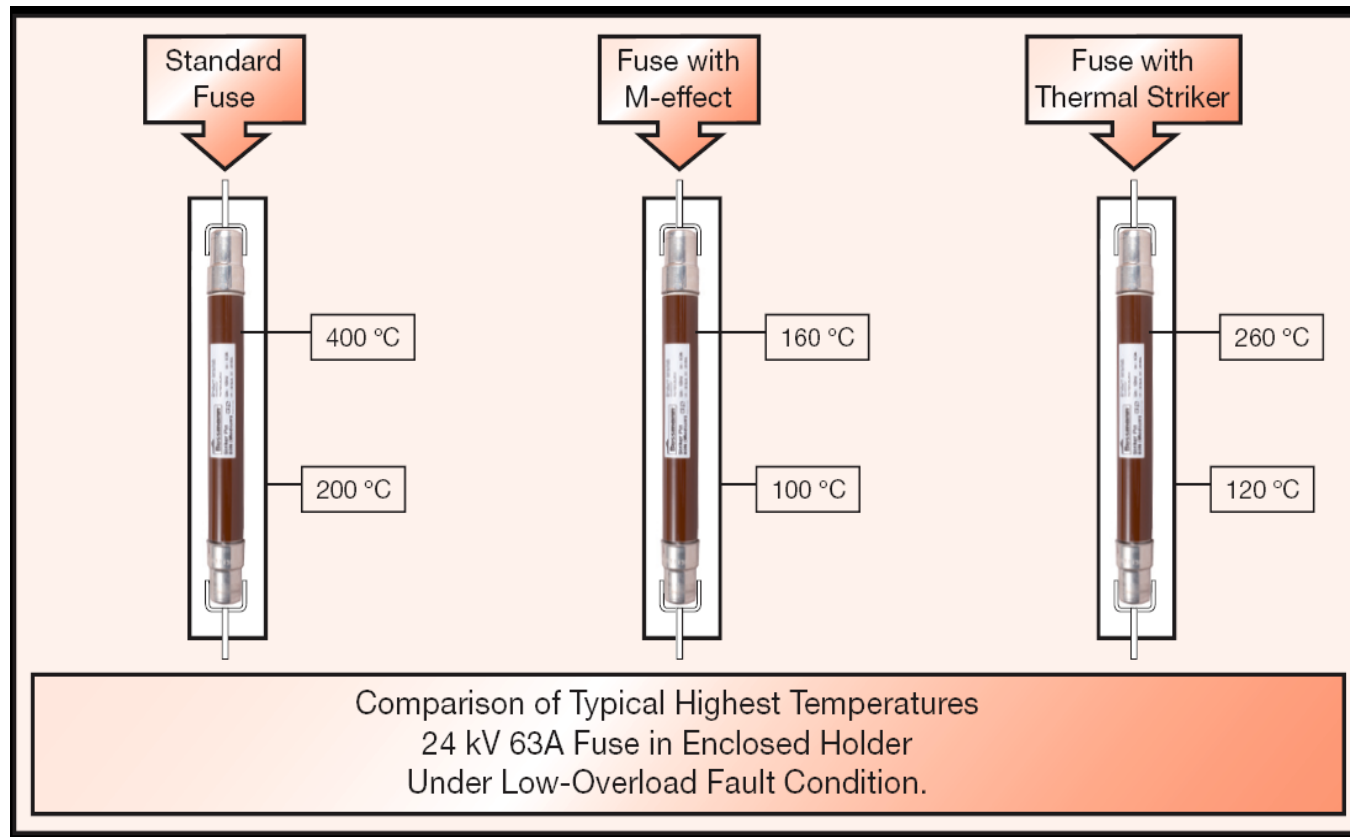 Standard
Fuse
Fuse with
M-effect
Fuse with
Thermal Striker
400 °C
160 °C
260 °C
200 °C
100 °C
120 °C
Comparison of Typical Highest Temperatures
24 kV 63A Fuse in Enclosed Holder
Under Low-Overload Fault Condition.